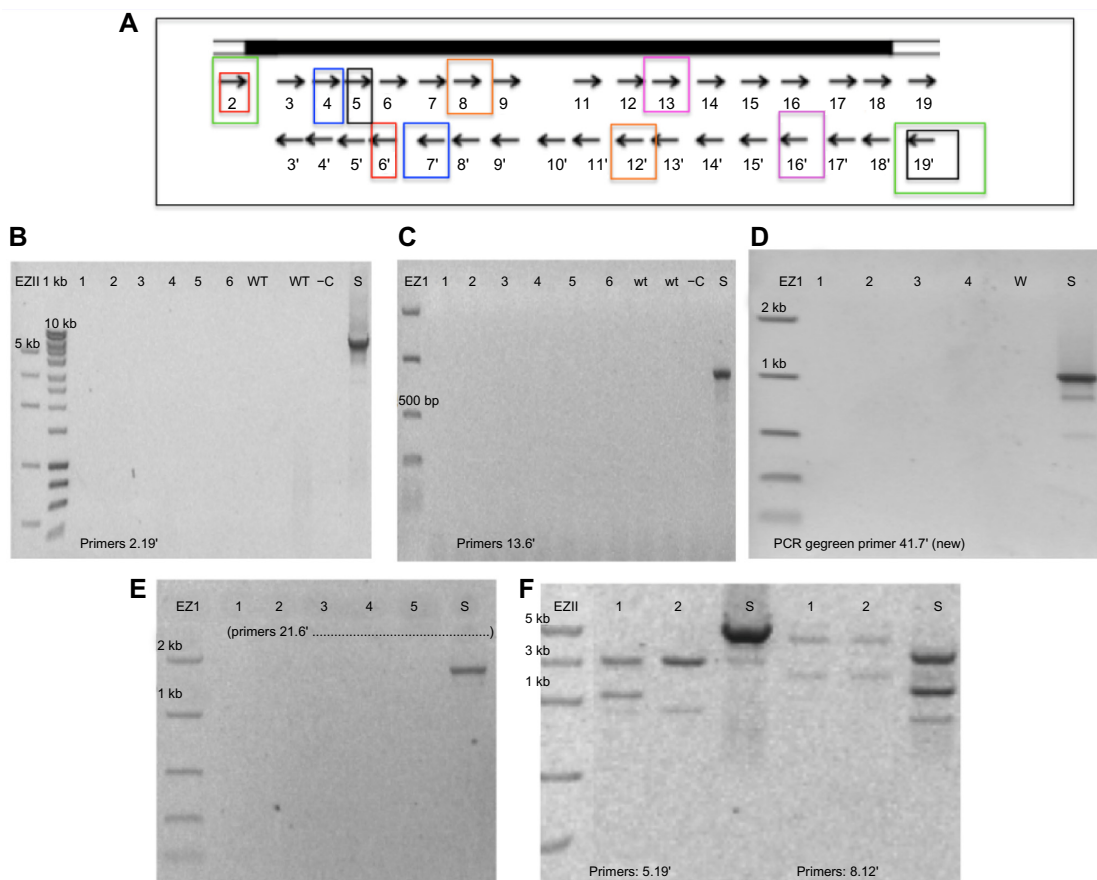 A
2 3 4 5 6 7 8 9 11 12 13 14 15 16 17 18 19
3' 4' 5' 6' 7' 8' 9' 10' 11' 12' 13' 14' 15' 16' 17' 18' 19'
B
EZII 1 kb 1 2 3 4 5 6 WT WT −C S
10 kb
5 kb
Primers 2.19'
C
EZ1 1 2 3 4 5 6 wt wt −C S
500 bp
Primers 13.6'
D
EZ1 1 2 3 4 W S
2 kb
1 kb
PCR gegreen primer 41.7' (new)
E
EZ1 1 2 3 4 5 S
(primers 21.6' ..................................................)
2 kb
1 kb
F
EZII 1 2 S 1 2 S
5 kb
3 kb
1 kb
Primers: 5.19' Primers: 8.12'